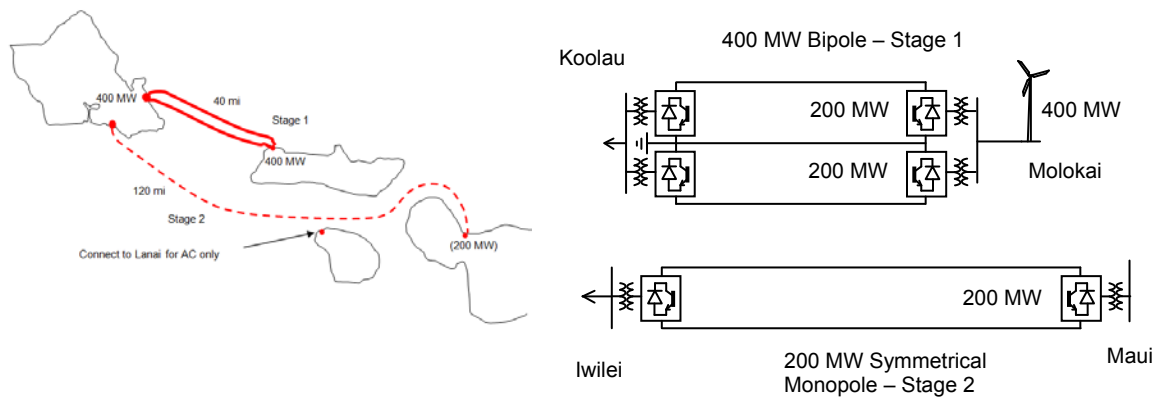 400 MW
40 mi
Stage 1
400 MW
120 mi
Stage 2
Connect to Lanai for AC only
(200 MW)
400 MW Bipole – Stage 1
Koolau
200 MW
400 MW
200 MW
Molokai
200 MW
Iwilei
Maui
200 MW Symmetrical
Monopole – Stage 2